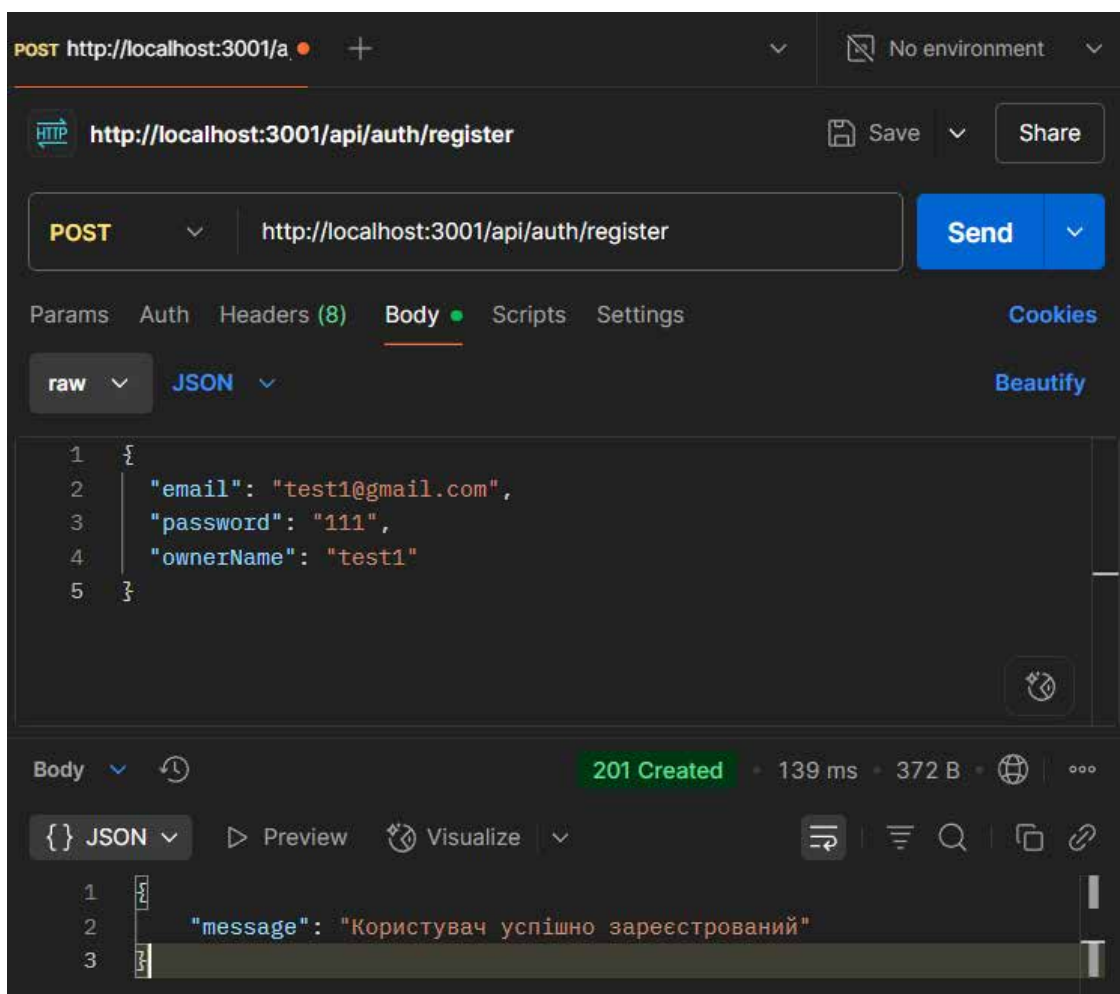 POST http://localhost:3001/a No environment
HTTP http://localhost:3001/api/auth/register Save Share
POST http://localhost:3001/api/auth/register Send
Params Auth Headers (8) Body Scripts Settings Cookies
raw JSON Beautify
1 {
2 "email": "test1@gmail.com",
3 "password": "111",
4 "ownerName": "test1"
5 }
Body 201 Created 139 ms 372 B
{} JSON Preview Visualize
1 {
2 "message": "Користувач успішно зареєстрований"
3 }